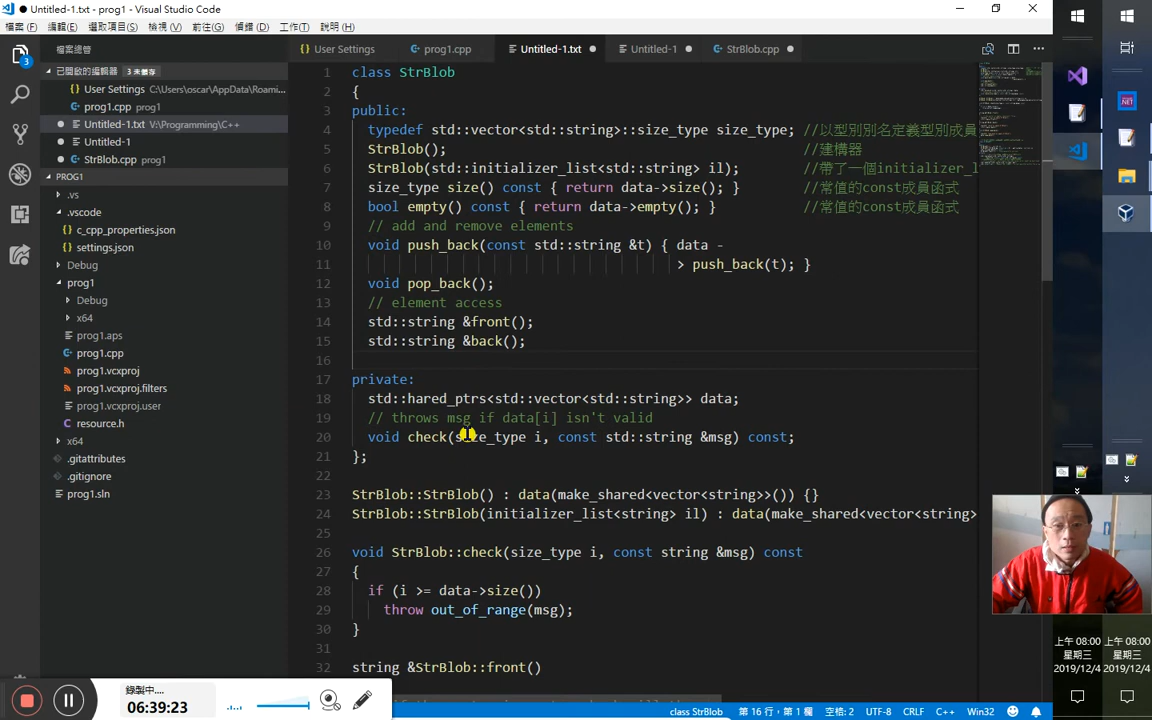 Untitled-1.txt - prog1 - Visual Studio Code
檔案 (F) 編輯(E) 選取項目(S) 檢視 (V) 前往(G) 偵錯 (D) 工作(T) 說明 (H)
檔案總管
已開啟的編輯器 3 未儲存
User Settings C:\Users\oscar\AppData\Roami...
prog1.cpp prog1
Untitled-1.txt V:\Programming\C++
Untitled-1
StrBlob.cpp prog1
PROG1
.vs
.vscode
c_cpp_properties.json
settings.json
Debug
prog1
Debug
x64
prog1.aps
prog1.cpp
prog1.vcxproj
prog1.vcxproj.filters
prog1.vcxproj.user
resource.h
x64
.gitattributes
.gitignore
prog1.sln
3
User Settings prog1.cpp Untitled-1.txt Untitled-1 StrBlob.cpp
1 class StrBlob
2 {
3 public:
4 typedef std::vector<std::string>::size_type size_type; //以型別別名定義型別成員
5 StrBlob(); //建構器
6 StrBlob(std::initializer_list<std::string> il); //帶了一個initializer_l
7 size_type size() const { return data->size(); } //常值的const成員函式
8 bool empty() const { return data->empty(); } //常值的const成員函式
9 // add and remove elements
10 void push_back(const std::string &t) { data -
11 > push_back(t); }
12 void pop_back();
13 // element access
14 std::string &front();
15 std::string &back();
16
17 private:
18 std::hared_ptrs<std::vector<std::string>> data;
19 // throws msg if data[i] isn't valid
20 void check(size_type i, const std::string &msg) const;
21 };
22
23 StrBlob::StrBlob() : data(make_shared<vector<string>>()) {}
24 StrBlob::StrBlob(initializer_list<string> il) : data(make_shared<vector<string>
25
26 void StrBlob::check(size_type i, const string &msg) const
27 {
28 if (i >= data->size())
29 throw out_of_range(msg);
30 }
31
32 string &StrBlob::front()
錄製中....
06:39:23
class StrBlob 第 16 行，第 1 欄 空格: 2 UTF-8 CRLF C++ Win32
上午 08:00
星期三
2019/12/4
上午 08:00
星期三
2019/12/4